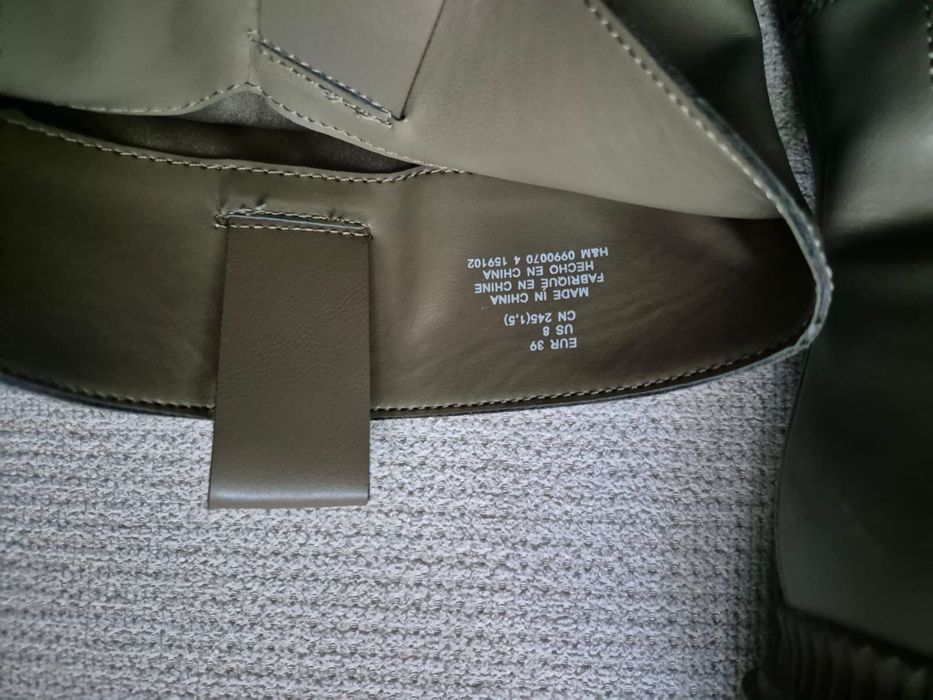 EUR 39
US 8
CN 245(1,5)
MADE IN CHINA
FABRIQUÉ EN CHINE
HECHO EN CHINA
H&M 0990070 4 159102